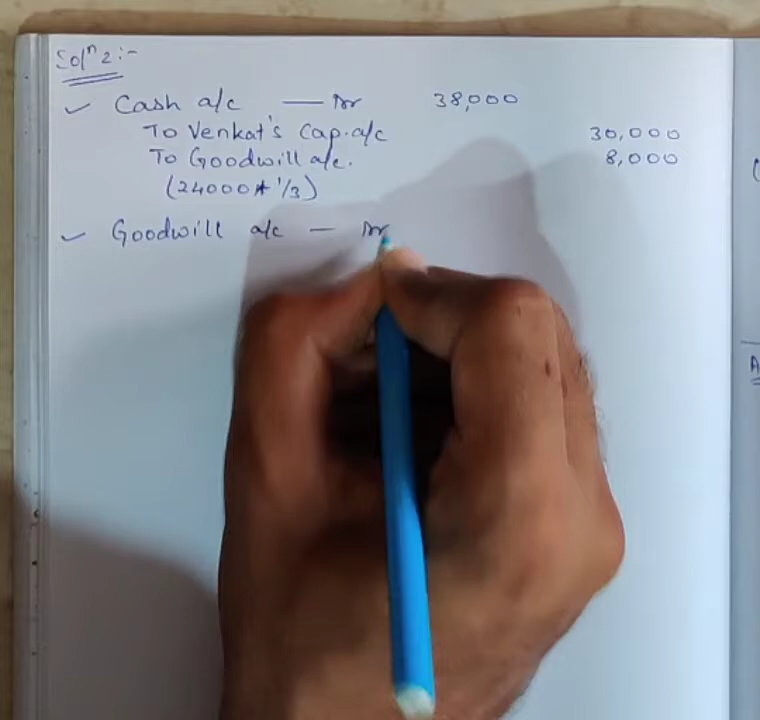 Solⁿ 2:-
✓ Cash a/c — Dr 38,000
To Venkat's Cap. a/c 30,000
To Goodwill a/c. 8,000
(24000 * 1/3)
✓ Goodwill a/c — Dr